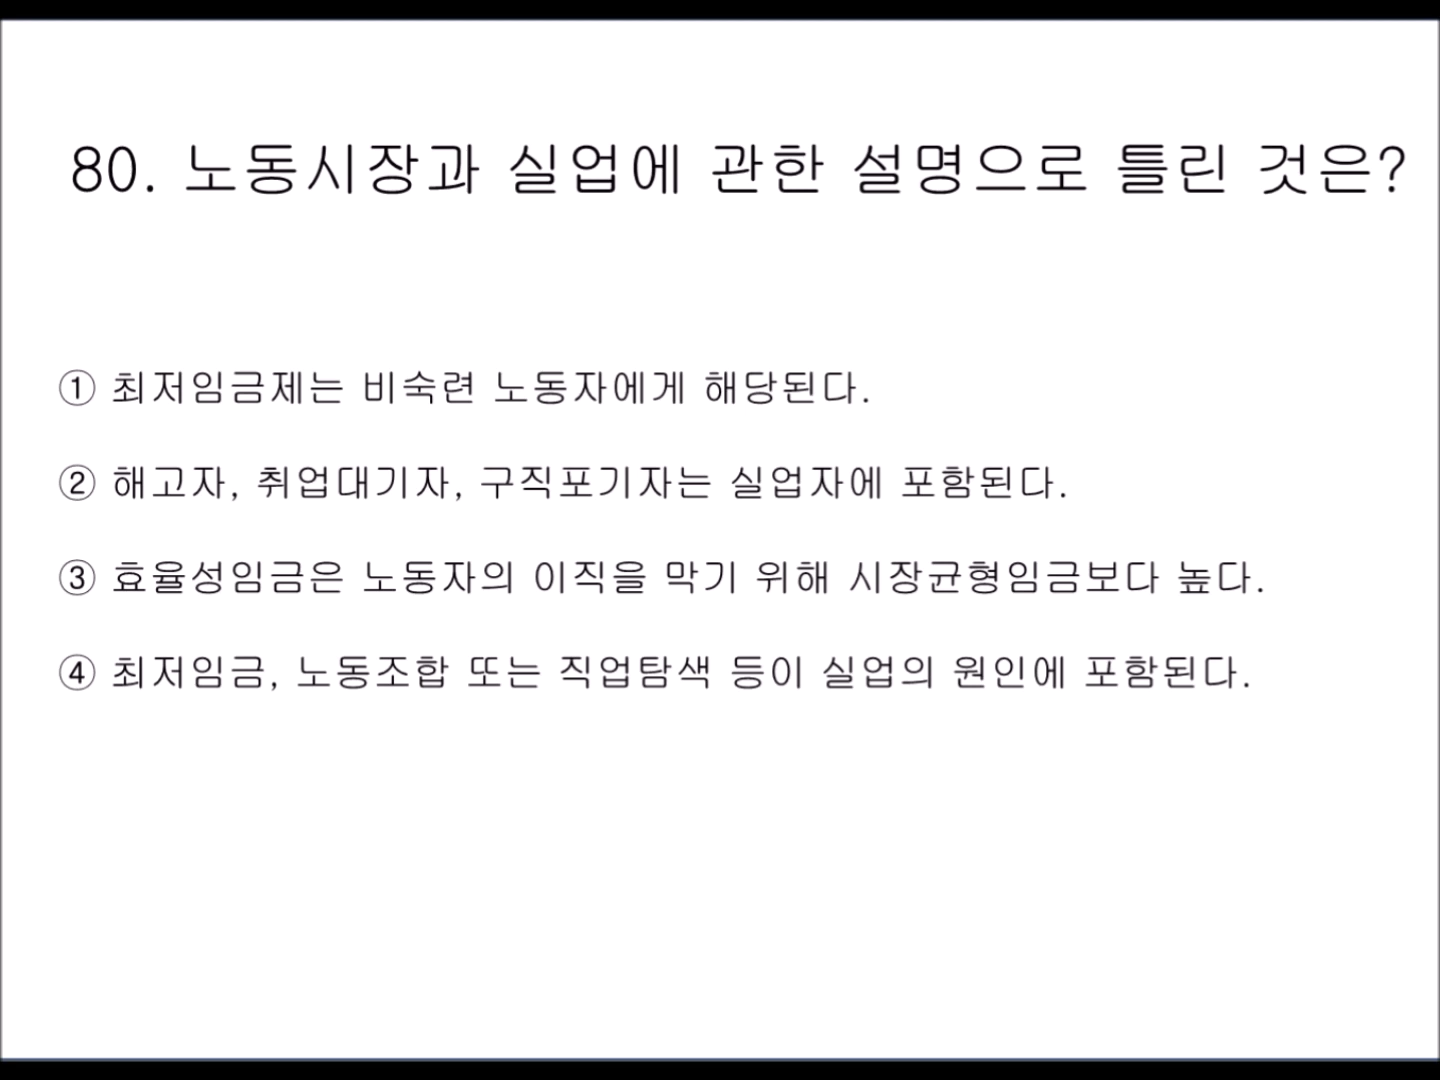 80. 노동시장과 실업에 관한 설명으로 틀린 것은?
① 최저임금제는 비숙련 노동자에게 해당된다.
② 해고자, 취업대기자, 구직포기자는 실업자에 포함된다.
③ 효율성임금은 노동자의 이직을 막기 위해 시장균형임금보다 높다.
④ 최저임금, 노동조합 또는 직업탐색 등이 실업의 원인에 포함된다.